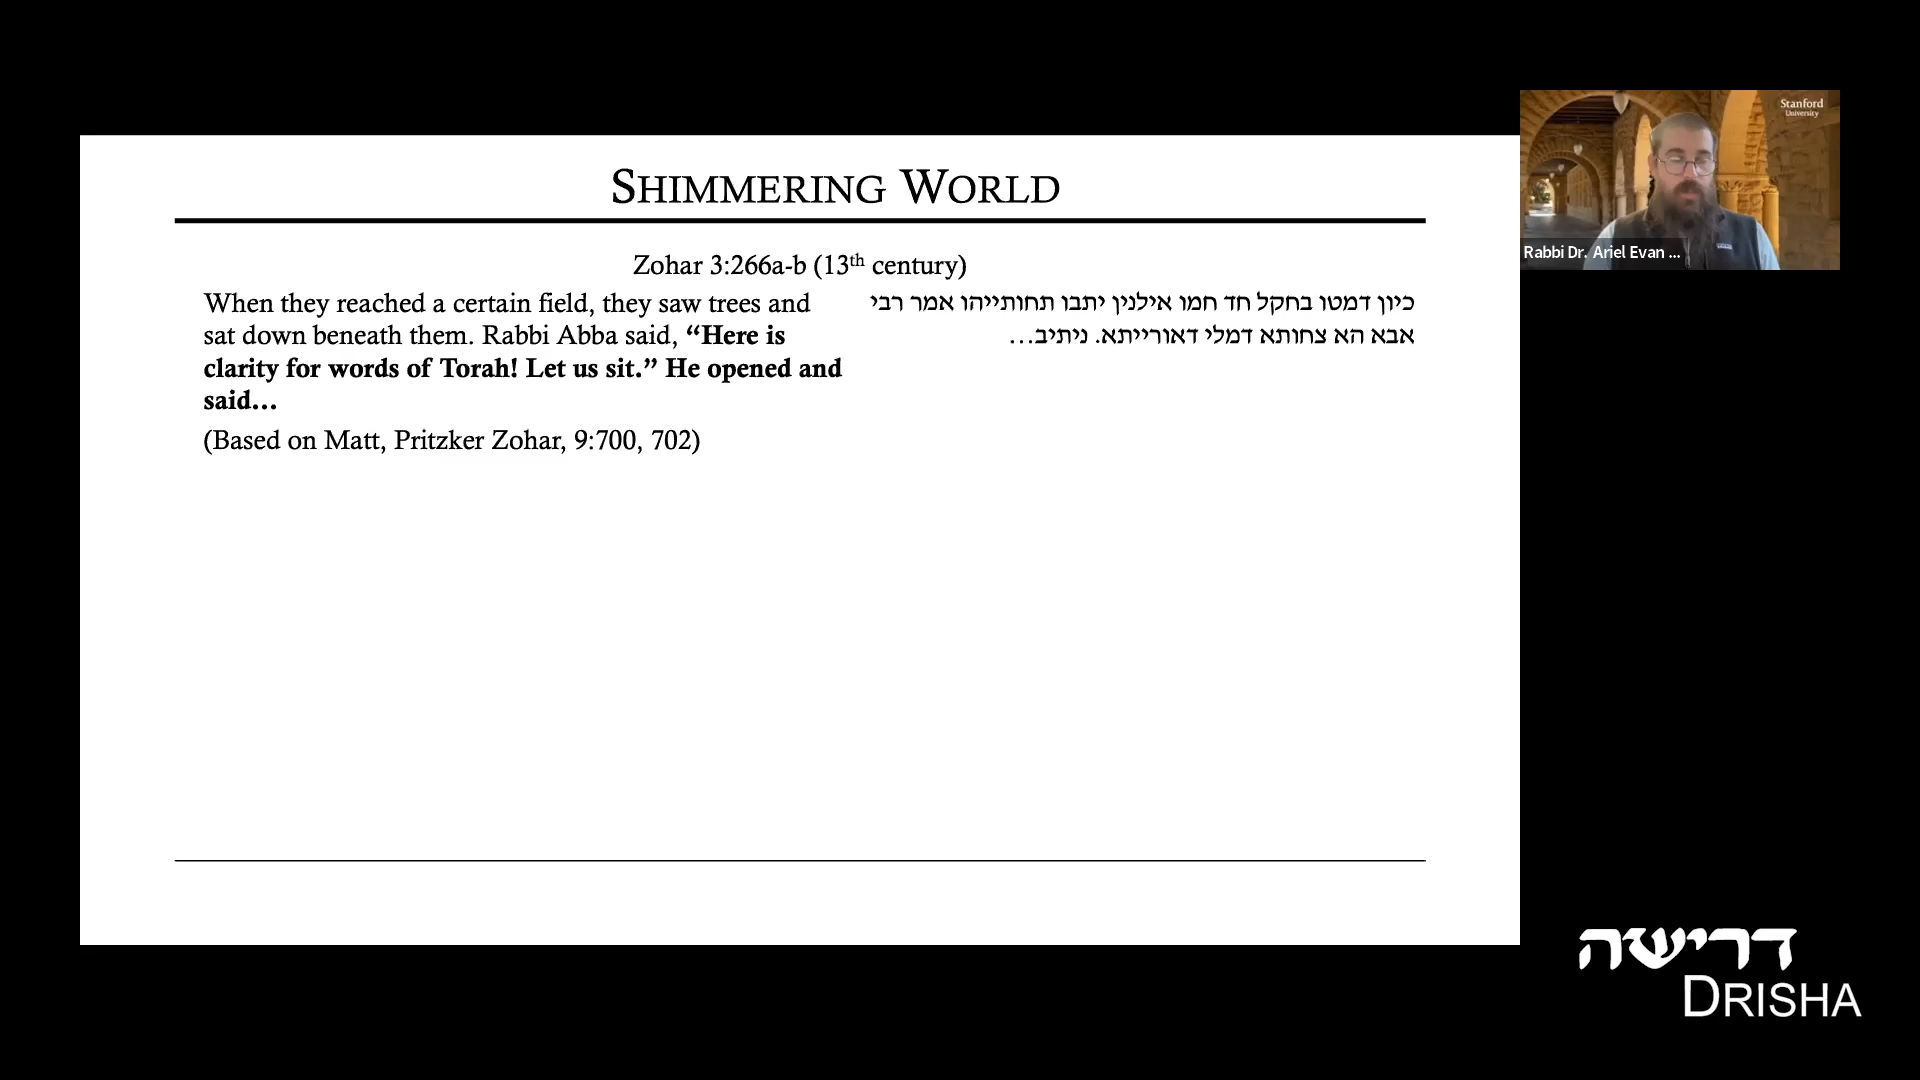 SHIMMERING WORLD
Zohar 3:266a-b (13th century)
When they reached a certain field, they saw trees and
sat down beneath them. Rabbi Abba said, “Here is
clarity for words of Torah! Let us sit.” He opened and
said…
(Based on Matt, Pritzker Zohar, 9:700, 702)
כיון דמטו בחקל חד חמו אילנין יתבו תחותייהו אמר רבי
אבא הא צחותא דמלי דאורייתא. ניתיב…
Stanford
University
Rabbi Dr. Ariel Evan ...
דרישה
DRISHA